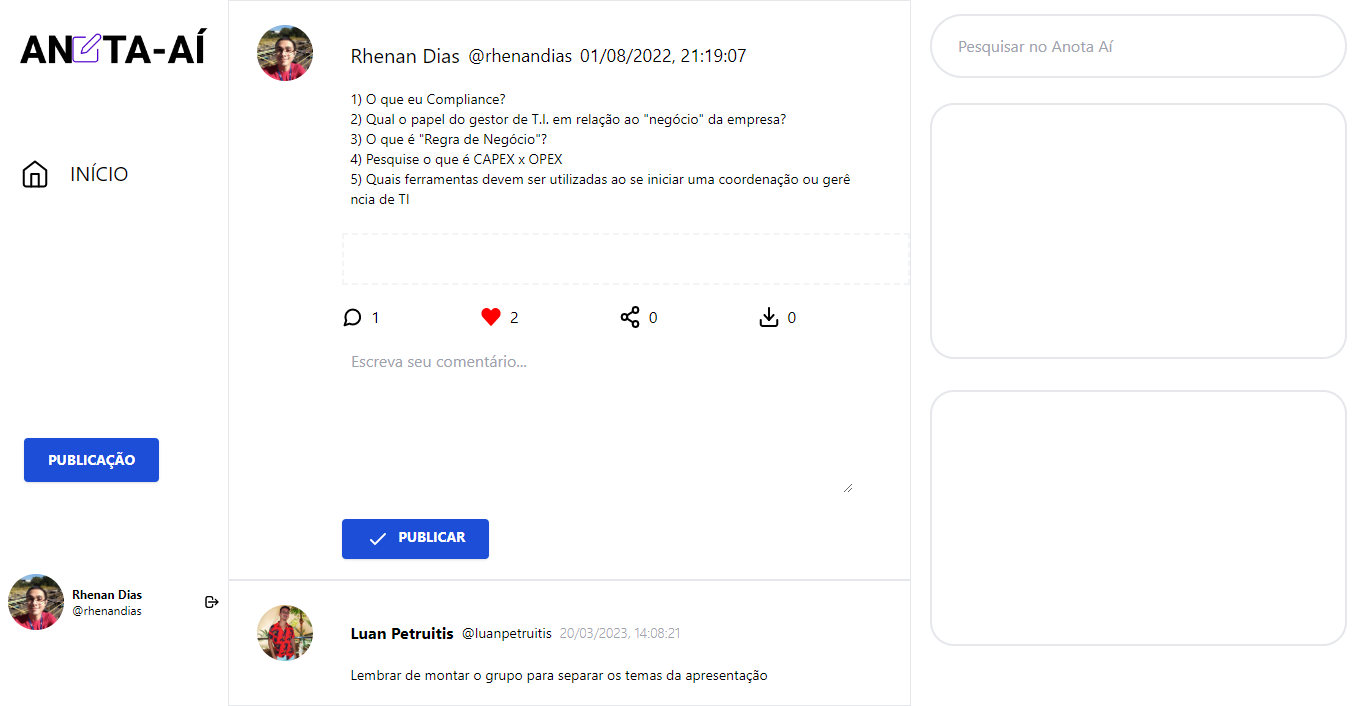 ANOTA-AÍ
INÍCIO
PUBLICAÇÃO
Rhenan Dias
@rhenandias
Rhenan Dias @rhenandias 01/08/2022, 21:19:07
1) O que eu Compliance?
2) Qual o papel do gestor de T.I. em relação ao "negócio" da empresa?
3) O que é "Regra de Negócio"?
4) Pesquise o que é CAPEX x OPEX
5) Quais ferramentas devem ser utilizadas ao se iniciar uma coordenação ou gerê
ncia de TI
1 2 0 0
Escreva seu comentário...
PUBLICAR
Luan Petruitis @luanpetruitis 20/03/2023, 14:08:21
Lembrar de montar o grupo para separar os temas da apresentação
Pesquisar no Anota Aí